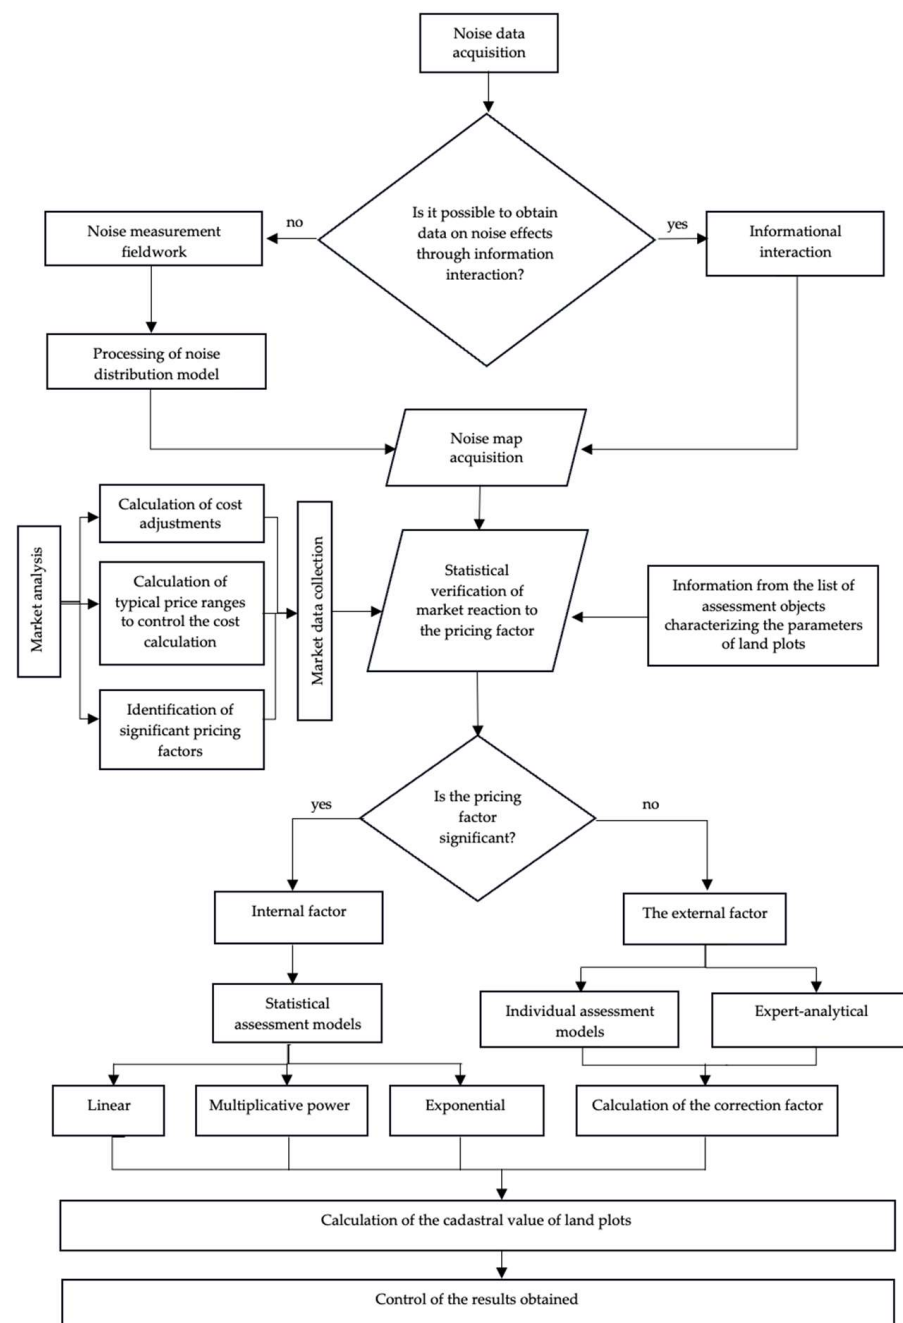 Noise data
acquisition
Is it possible to obtain
data on noise effects
through information
interaction?
no
yes
Noise measurement
fieldwork
Informational
interaction
Processing of noise
distribution model
Noise map
acquisition
Market analysis
Calculation of cost
adjustments
Calculation of
typical price ranges
to control the cost
calculation
Identification of
significant pricing
factors
Market data collection
Statistical
verification of
market reaction to
the pricing factor
Information from the list of
assessment objects
characterizing the parameters
of land plots
Is the pricing
factor
significant?
yes
no
Internal factor
The external factor
Statistical
assessment models
Individual assessment
models
Expert-analytical
Linear
Multiplicative power
Exponential
Calculation of the correction factor
Calculation of the cadastral value of land plots
Control of the results obtained